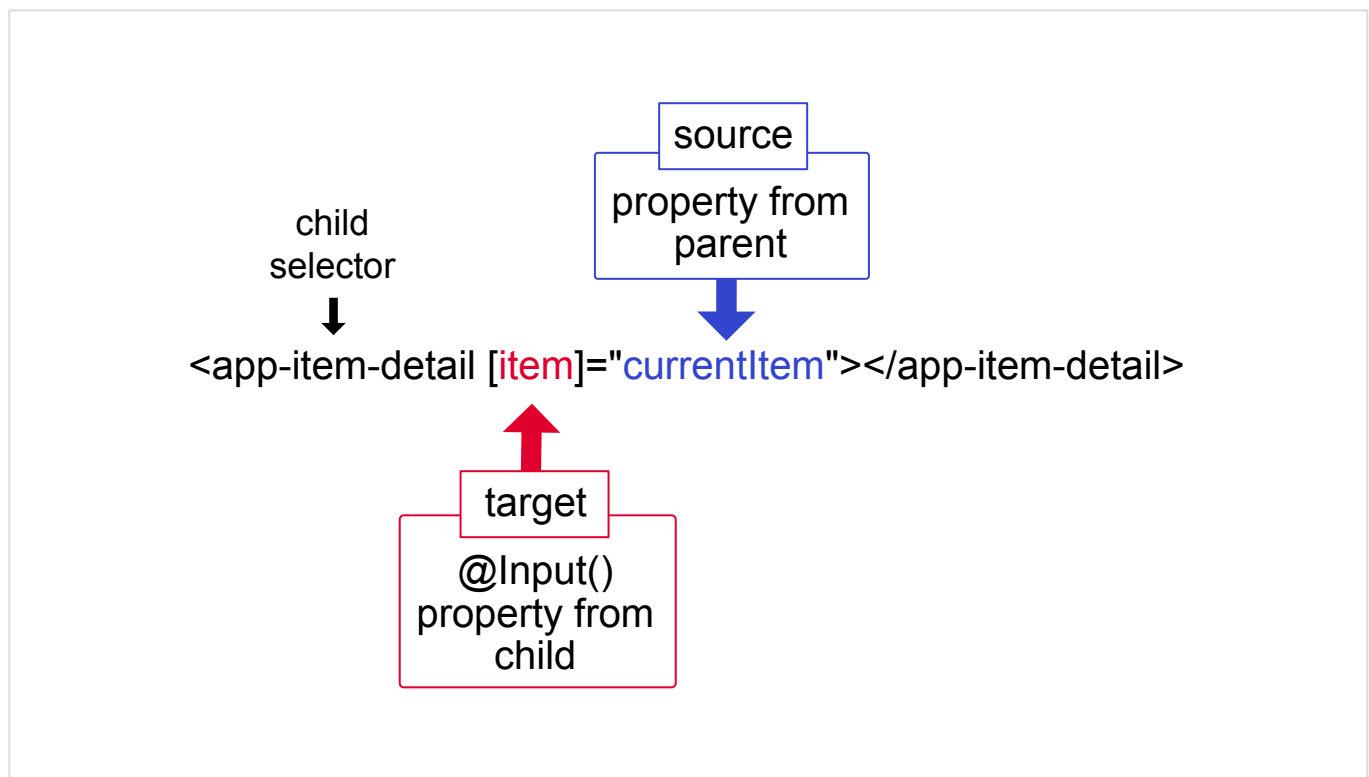 source
property from
parent
child
selector
<app-item-detail [item]="currentItem"></app-item-detail>
target
@Input()
property from
child